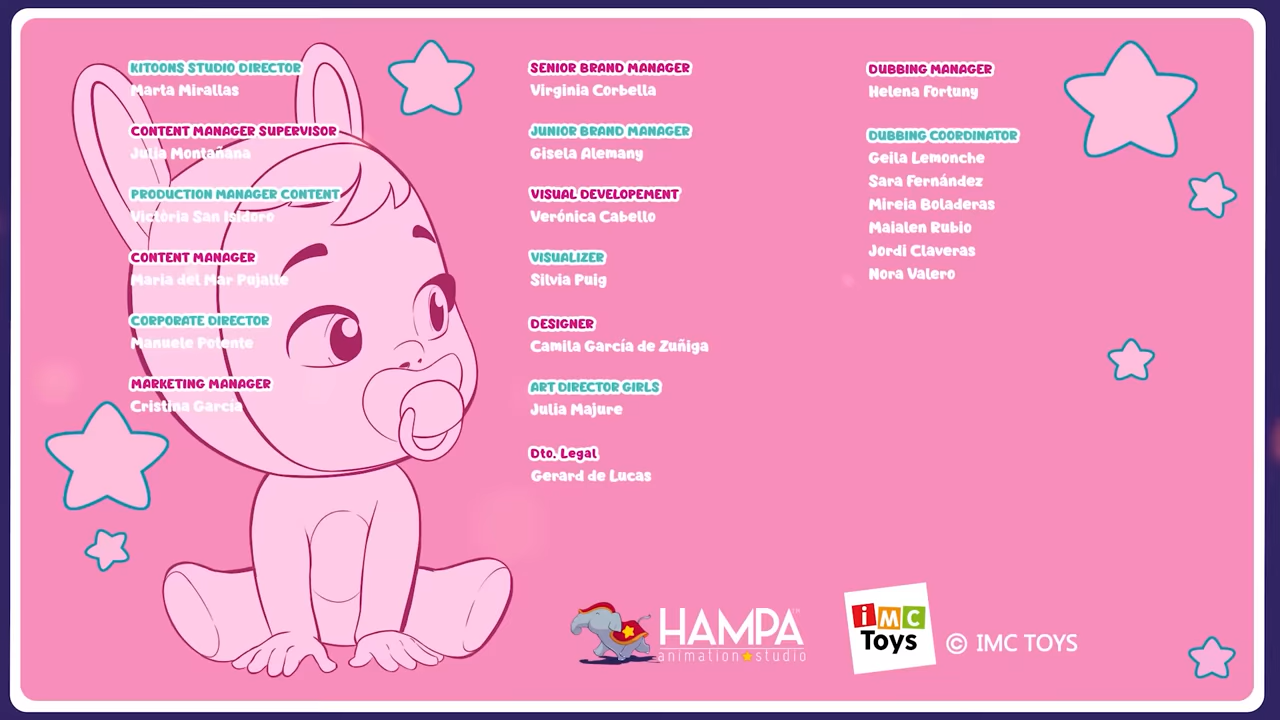 KITOONS STUDIO DIRECTOR
Marta Mirallas
CONTENT MANAGER SUPERVISOR
Julia Montañana
PRODUCTION MANAGER CONTENT
Victòria San Isidoro
CONTENT MANAGER
Maria del Mar Pujalte
CORPORATE DIRECTOR
Manuele Potente
MARKETING MANAGER
Cristina García
SENIOR BRAND MANAGER
Virginia Corbella
JUNIOR BRAND MANAGER
Gisela Alemany
VISUAL DEVELOPEMENT
Verónica Cabello
VISUALIZER
Silvia Puig
DESIGNER
Camila García de Zuñiga
ART DIRECTOR GIRLS
Julia Majure
Dto. Legal
Gerard de Lucas
DUBBING MANAGER
Helena Fortuny
DUBBING COORDINATOR
Geila Lemonche
Sara Fernández
Mireia Boladeras
Maialen Rubio
Jordi Claveras
Nora Valero
HAMPA
animation studio
iMC
Toys
© IMC TOYS